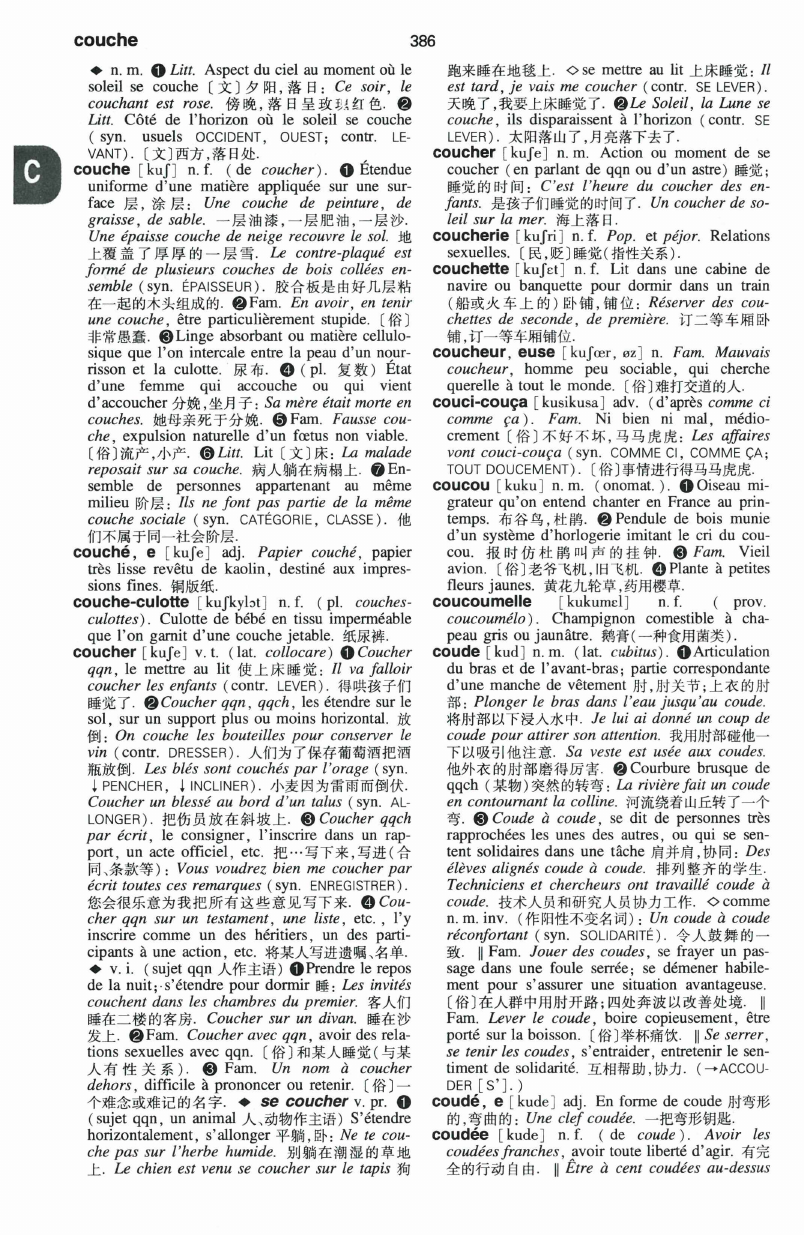 couche
386
◆ n. m. ❶ Litt. Aspect du ciel au moment où le
soleil se couche〔文〕夕阳,落日: Ce soir, le
couchant est rose. 傍晚,落日呈玫瑰红色. ❷
Litt. Côté de l'horizon où le soleil se couche
( syn. usuels OCCIDENT, OUEST; contr. LE-
VANT).〔文〕西方,落日处.
C
couche [kuʃ] n. f. ( de coucher). ❶ Étendue
uniforme d'une matière appliquée sur une sur-
face 层, 涂层: Une couche de peinture, de
graisse, de sable. 一层油漆,一层肥油,一层沙.
Une épaisse couche de neige recouvre le sol. 地
上覆盖了厚厚的一层雪. Le contre-plaqué est
formé de plusieurs couches de bois collées en-
semble (syn. ÉPAISSEUR). 胶合板是由好几层粘
在一起的木头组成的. ❷Fam. En avoir, en tenir
une couche, être particulièrement stupide.〔俗〕
非常愚蠢. ❸Linge absorbant ou matière cellulo-
sique que l'on intercale entre la peau d'un nour-
risson et la culotte. 尿布. ❹ ( pl. 复数) État
d'une femme qui accouche ou qui vient
d'accoucher 分娩,坐月子: Sa mère était morte en
couches. 她母亲死于分娩. ❺ Fam. Fausse cou-
che, expulsion naturelle d'un fœtus non viable.
〔俗〕流产,小产. ❻ Litt. Lit〔文〕床: La malade
reposait sur sa couche. 病人躺在病榻上. ❼En-
semble de personnes appartenant au même
milieu 阶层: Ils ne font pas partie de la même
couche sociale ( syn. CATÉGORIE, CLASSE). 他
们不属于同一社会阶层.
couché, e [kuʃe] adj. Papier couché, papier
très lisse revêtu de kaolin, destiné aux impres-
sions fines. 铜版纸.
couche-culotte [kuʃkylɔt] n. f. ( pl. couches-
culottes). Culotte de bébé en tissu imperméable
que l'on garnit d'une couche jetable. 纸尿裤.
coucher [kuʃe] v. t. (lat. collocare) ❶Coucher
qqn, le mettre au lit 使上床睡觉: Il va falloir
coucher les enfants (contr. LEVER). 得哄孩子们
睡觉了. ❷Coucher qqn, qqch, les étendre sur le
sol, sur un support plus ou moins horizontal. 放
倒: On couche les bouteilles pour conserver le
vin (contr. DRESSER). 人们为了保存葡萄酒把酒
瓶放倒. Les blés sont couchés par l'orage (syn.
↓PENCHER, ↓INCLINER). 小麦因为雷雨而倒伏.
Coucher un blessé au bord d'un talus (syn. AL-
LONGER). 把伤员放在斜坡上. ❸ Coucher qqch
par écrit, le consigner, l'inscrire dans un rap-
port, un acte officiel, etc. 把…写下来,写进(合
同、条款等): Vous voudrez bien me coucher par
écrit toutes ces remarques (syn. ENREGISTRER).
您会很乐意为我把所有这些意见写下来. ❹ Cou-
cher qqn sur un testament, une liste, etc. , l'y
inscrire comme un des héritiers, un des parti-
cipants à une action, etc. 将某人写进遗嘱、名单.
◆ v. i. (sujet qqn 人作主语) ❶Prendre le repos
de la nuit; s'étendre pour dormir 睡: Les invités
couchent dans les chambres du premier. 客人们
睡在二楼的客房. Coucher sur un divan. 睡在沙
发上. ❷Fam. Coucher avec qqn, avoir des rela-
tions sexuelles avec qqn.〔俗〕和某人睡觉(与某
人有性关系). ❸ Fam. Un nom à coucher
dehors, difficile à prononcer ou retenir.〔俗〕一
个难念或难记的名字. ◆ se coucher v. pr. ❶
(sujet qqn, un animal 人、动物作主语) S'étendre
horizontalement, s'allonger 平躺,卧: Ne te cou-
che pas sur l'herbe humide. 别躺在潮湿的草地
上. Le chien est venu se coucher sur le tapis 狗
跑来睡在地毯上. ◇se mettre au lit 上床睡觉: Il
est tard, je vais me coucher (contr. SE LEVER).
天晚了,我要上床睡觉了. ❷Le Soleil, la Lune se
couche, ils disparaissent à l'horizon (contr. SE
LEVER). 太阳落山了,月亮落下去了.
coucher [kuʃe] n. m. Action ou moment de se
coucher (en parlant de qqn ou d'un astre) 睡觉;
睡觉的时间: C'est l'heure du coucher des en-
fants. 是孩子们睡觉的时间了. Un coucher de so-
leil sur la mer. 海上落日.
coucherie [kuʃri] n. f. Pop. et péjor. Relations
sexuelles.〔民,贬〕睡觉(指性关系).
couchette [kuʃɛt] n. f. Lit dans une cabine de
navire ou banquette pour dormir dans un train
(船或火车上的)卧铺,铺位: Réserver des cou-
chettes de seconde, de première. 订二等车厢卧
铺,订一等车厢铺位.
coucheur, euse [kuʃœr, øz] n. Fam. Mauvais
coucheur, homme peu sociable, qui cherche
querelle à tout le monde.〔俗〕难打交道的人.
couci-couça [kusikusa] adv. (d'après comme ci
comme ça). Fam. Ni bien ni mal, médio-
crement〔俗〕不好不坏,马马虎虎: Les affaires
vont couci-couça (syn. COMME CI, COMME ÇA;
TOUT DOUCEMENT).〔俗〕事情进行得马马虎虎.
coucou [kuku] n. m. (onomat. ). ❶Oiseau mi-
grateur qu'on entend chanter en France au prin-
temps. 布谷鸟,杜鹃. ❷ Pendule de bois munie
d'un système d'horlogerie imitant le cri du cou-
cou. 报时仿杜鹃叫声的挂钟. ❸ Fam. Vieil
avion.〔俗〕老爷飞机,旧飞机. ❹Plante à petites
fleurs jaunes. 黄花九轮草,药用樱草.
coucoumelle [kukumɛl] n. f. ( prov.
coucoumélo). Champignon comestible à cha-
peau gris ou jaunâtre. 鹅膏(一种食用菌类).
coude [kud] n. m. (lat. cubitus). ❶Articulation
du bras et de l'avant-bras; partie correspondante
d'une manche de vêtement 肘,肘关节;上衣的肘
部: Plonger le bras dans l'eau jusqu'au coude.
将肘部以下浸入水中. Je lui ai donné un coup de
coude pour attirer son attention. 我用肘部碰他一
下以吸引他注意. Sa veste est usée aux coudes.
他外衣的肘部磨得厉害. ❷ Courbure brusque de
qqch (某物)突然的转弯: La rivière fait un coude
en contournant la colline. 河流绕着山丘转了一个
弯. ❸ Coude à coude, se dit de personnes très
rapprochées les unes des autres, ou qui se sen-
tent solidaires dans une tâche 肩并肩,协同: Des
élèves alignés coude à coude. 排列整齐的学生.
Techniciens et chercheurs ont travaillé coude à
coude. 技术人员和研究人员协力工作. ◇comme
n. m. inv. (作阳性不变名词): Un coude à coude
réconfortant (syn. SOLIDARITÉ). 令人鼓舞的一
致. ‖ Fam. Jouer des coudes, se frayer un pas-
sage dans une foule serrée; se démener habile-
ment pour s'assurer une situation avantageuse.
〔俗〕在人群中用肘开路;四处奔波以改善处境. ‖
Fam. Lever le coude, boire copieusement, être
porté sur la boisson.〔俗〕举杯痛饮. ‖ Se serrer,
se tenir les coudes, s'entraider, entretenir le sen-
timent de solidarité. 互相帮助,协力. (→ACCOU-
DER [S'].)
coudé, e [kude] adj. En forme de coude 肘弯形
的,弯曲的: Une clef coudée. 一把弯形钥匙.
coudée [kude] n. f. ( de coude). Avoir les
coudées franches, avoir toute liberté d'agir. 有完
全的行动自由. ‖ Être à cent coudées au-dessus